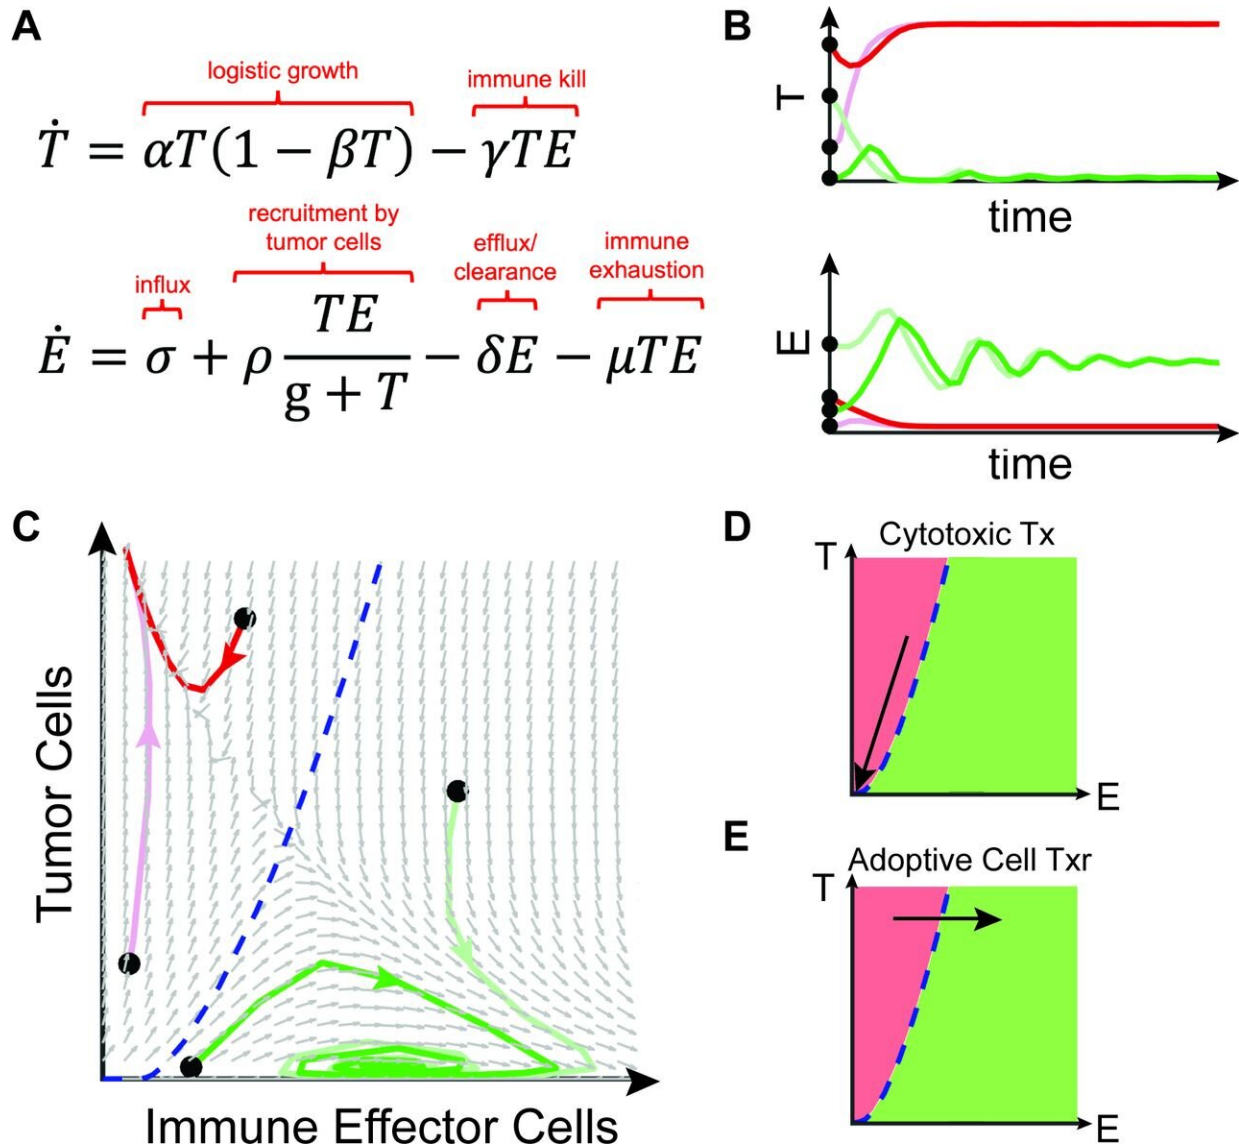 A
logistic growth
immune kill
Ṫ = αT(1 − βT) − γTE
recruitment by
tumor cells
influx
efflux/
clearance
immune
exhaustion
Ė = σ + ρ TE / g + T − δE − μTE
B
T
time
E
time
C
Tumor Cells
Immune Effector Cells
D
Cytotoxic Tx
T
E
E
Adoptive Cell Txr
T
E